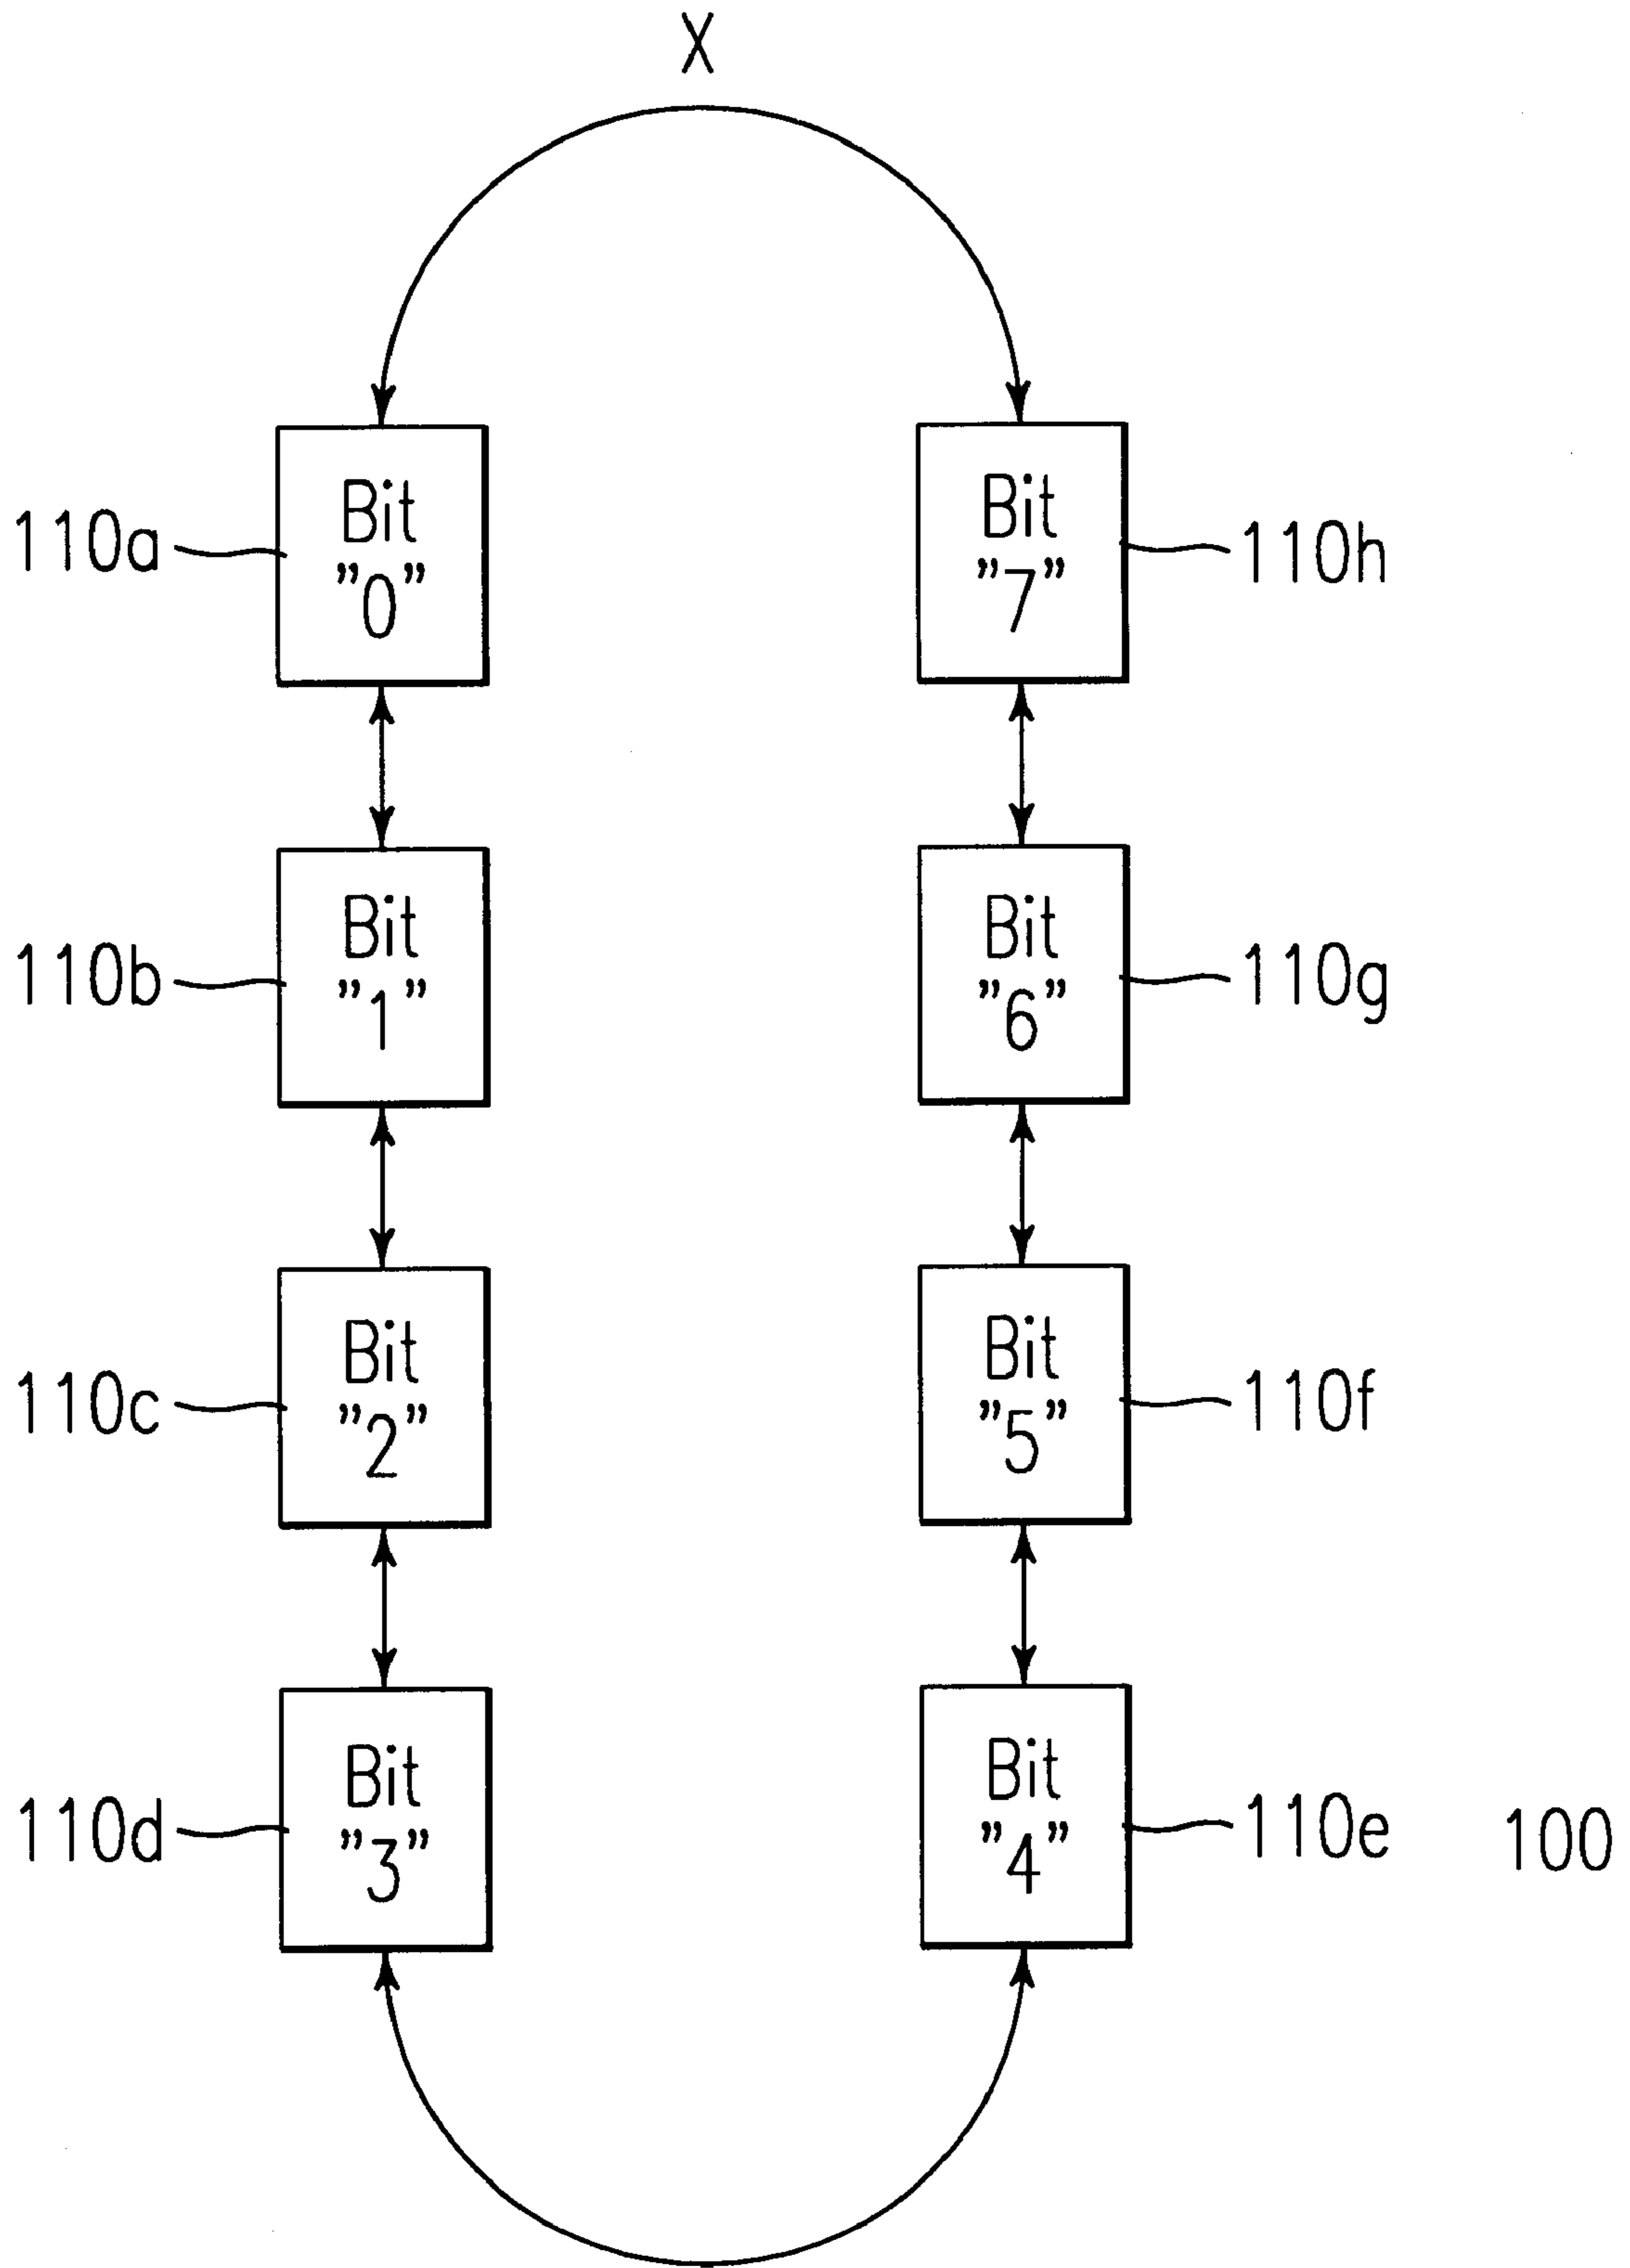 X
110a
Bit
"0"
Bit
"7"
110h
110b
Bit
"1"
Bit
"6"
110g
110c
Bit
"2"
Bit
"5"
110f
110d
Bit
"3"
Bit
"4"
110e
100